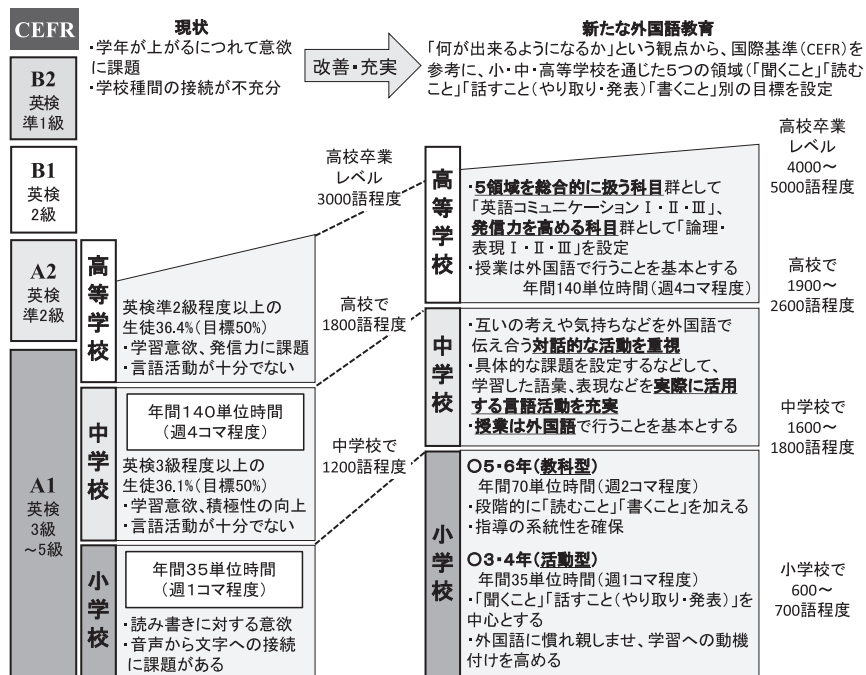 CEFR
B2
英検
準1級
B1
英検
2級
A2
英検
準2級
A1
英検
3級
～5級
現状
・学年が上がるにつれて意欲
に課題
・学校種間の接続が不充分
改善・充実
新たな外国語教育
「何が出来るようになるか」という観点から、国際基準(CEFR)を
参考に、小・中・高等学校を通じた5つの領域(「聞くこと」「読む
こと」「話すこと(やり取り・発表)「書くこと」別の目標を設定
高等学校
英検準2級程度以上の
生徒36.4%(目標50%)
・学習意欲、発信力に課題
・言語活動が十分でない
中学校
年間140単位時間
(週4コマ程度)
英検3級程度以上の
生徒36.1%(目標50%)
・学習意欲、積極性の向上
・言語活動が十分でない
小学校
年間35単位時間
(週1コマ程度)
・読み書きに対する意欲
・音声から文字への接続
に課題がある
高校卒業
レベル
3000語程度
高校で
1800語程度
中学校で
1200語程度
高等学校
・5領域を総合的に扱う科目群として
「英語コミュニケーションⅠ・Ⅱ・Ⅲ」、
発信力を高める科目群として「論理・
表現Ⅰ・Ⅱ・Ⅲ」を設定
・授業は外国語で行うことを基本とする
年間140単位時間(週4コマ程度)
中学校
・互いの考えや気持ちなどを外国語で
伝え合う対話的な活動を重視
・具体的な課題を設定するなどして、
学習した語彙、表現などを実際に活用
する言語活動を充実
・授業は外国語で行うことを基本とする
小学校
○5・6年(教科型)
年間70単位時間(週2コマ程度)
・段階的に「読むこと」「書くこと」を加える
・指導の系統性を確保
○3・4年(活動型)
年間35単位時間(週1コマ程度)
・「聞くこと」「話すこと(やり取り・発表)」を
中心とする
・外国語に慣れ親しませ、学習への動機
付けを高める
高校卒業
レベル
4000～
5000語程度
高校で
1900～
2600語程度
中学校で
1600～
1800語程度
小学校で
600～
700語程度